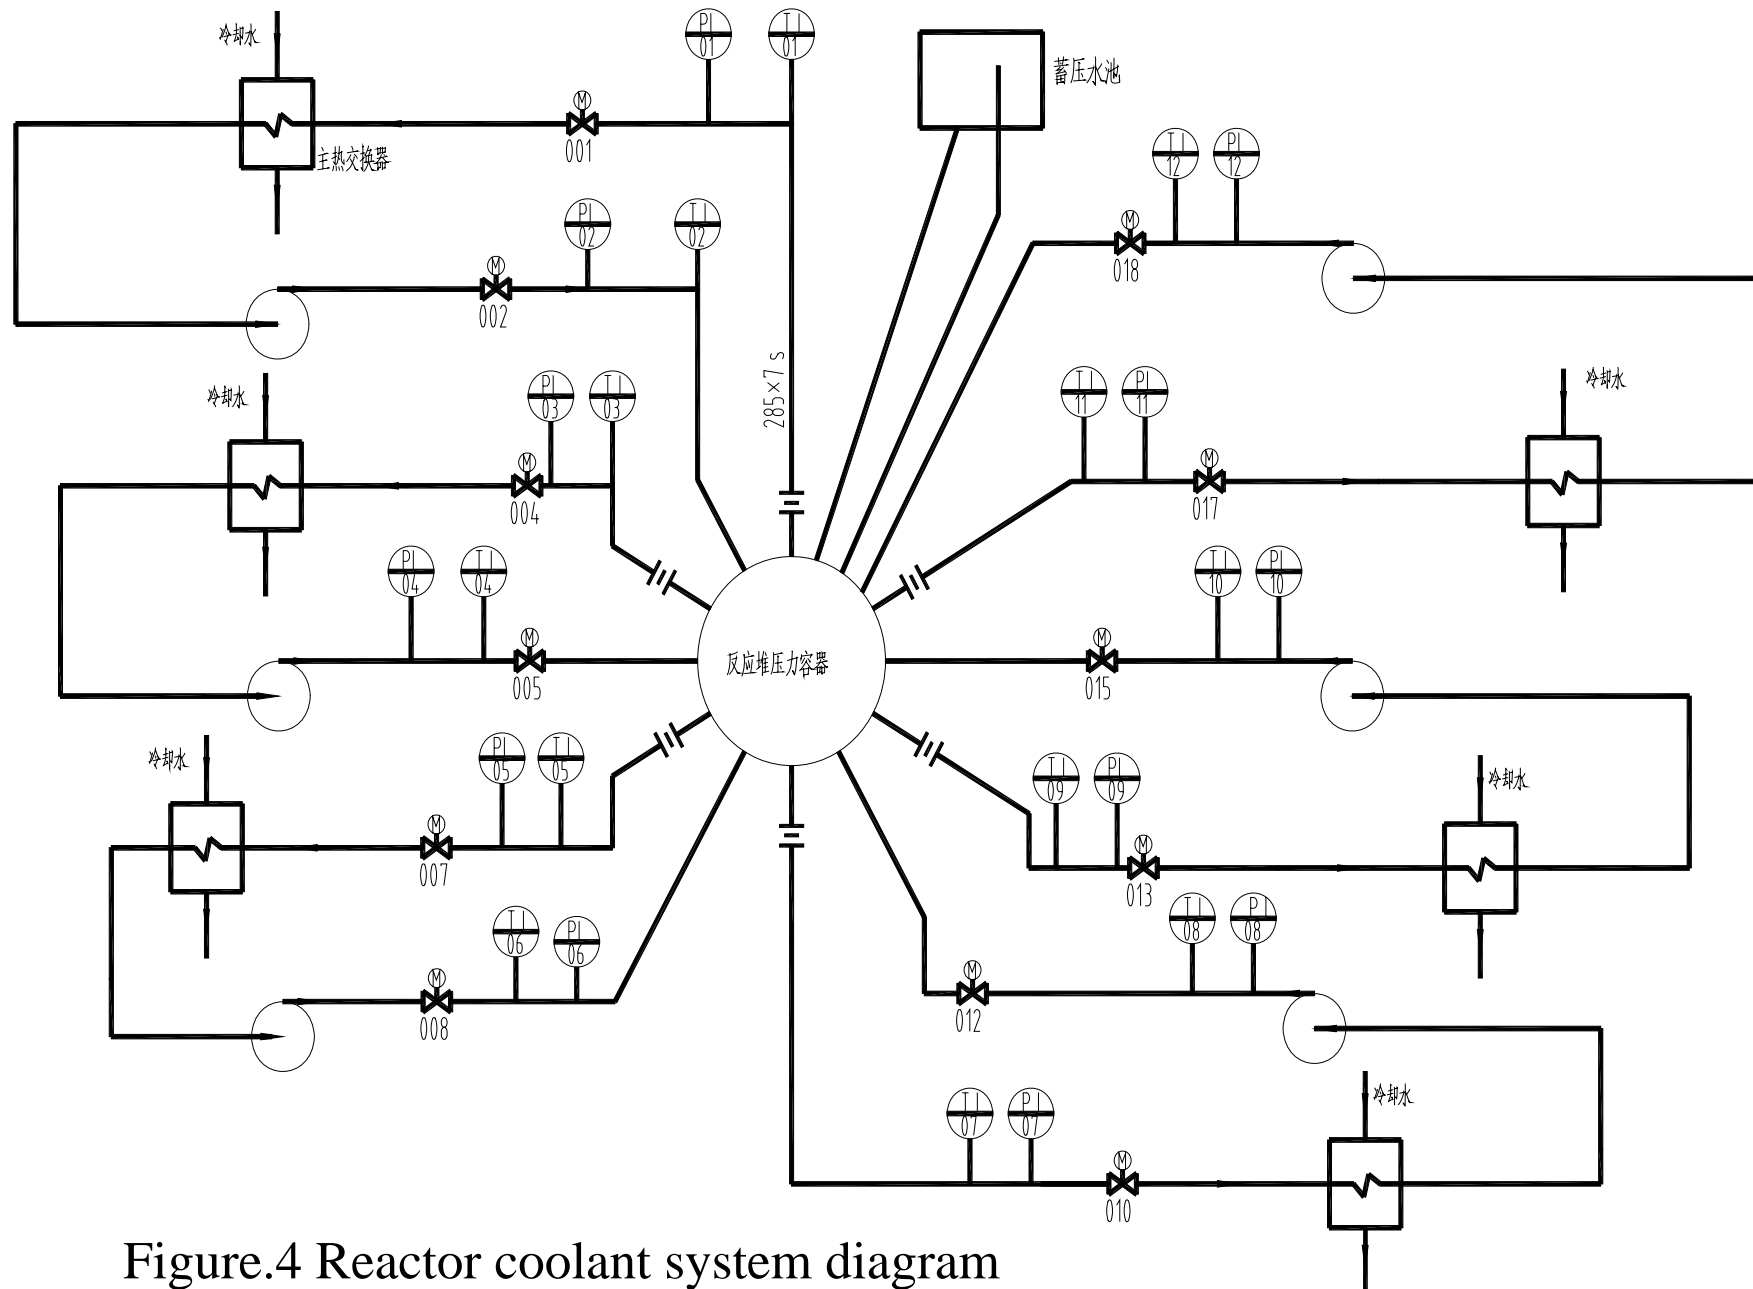 冷却水
PI
01
TI
01
蓄压水池
M
001
主热交换器
TI
12
PI
12
PI
02
TI
02
M
018
M
002
285×7 s
冷却水
PI
03
TI
03
TI
11
PI
11
冷却水
M
004
M
017
PI
04
TI
04
TI
10
PI
10
M
005
反应堆压力容器
M
015
冷却水
PI
05
TI
05
TI
09
PI
09
冷却水
M
007
M
013
TI
06
PI
06
TI
08
PI
08
M
008
M
012
TI
07
PI
07
冷却水
M
010
Figure.4 Reactor coolant system diagram